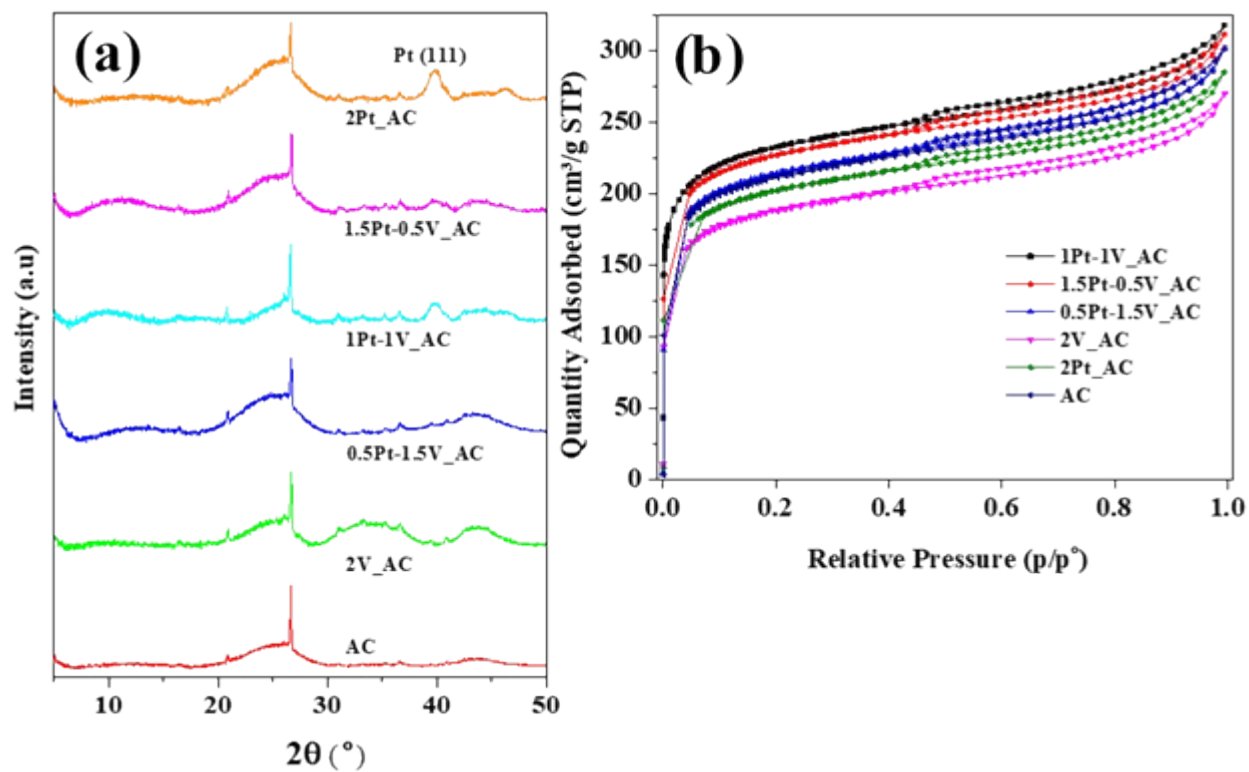 (a)
Pt (111)
2Pt_AC
1.5Pt-0.5V_AC
1Pt-1V_AC
0.5Pt-1.5V_AC
2V_AC
AC
Intensity (a.u)
10 20 30 40 50
2θ (°)
(b)
Quantity Adsorbed (cm³/g STP)
300
250
200
150
100
50
0
1Pt-1V_AC
1.5Pt-0.5V_AC
0.5Pt-1.5V_AC
2V_AC
2Pt_AC
AC
0.0 0.2 0.4 0.6 0.8 1.0
Relative Pressure (p/p°)